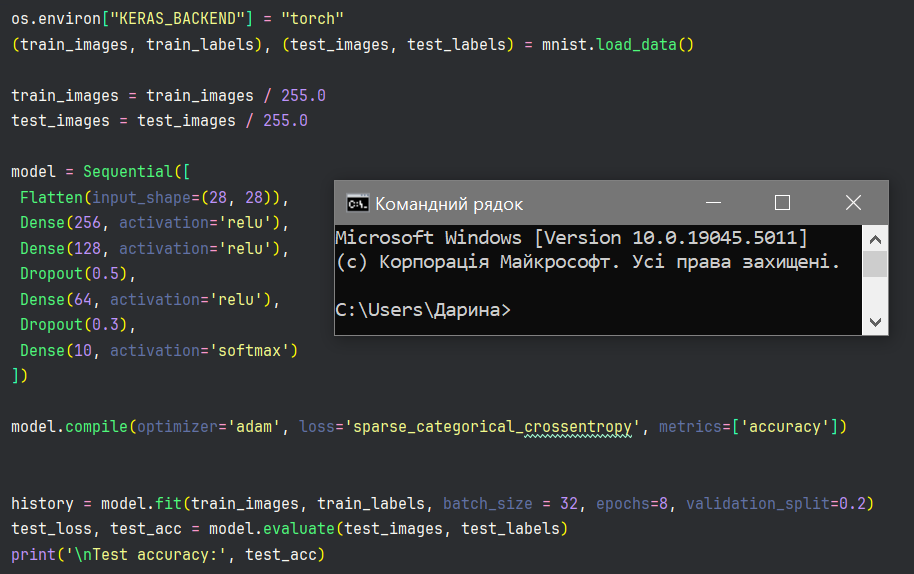 os.environ["KERAS_BACKEND"] = "torch"
(train_images, train_labels), (test_images, test_labels) = mnist.load_data()
train_images = train_images / 255.0
test_images = test_images / 255.0
model = Sequential([
Flatten(input_shape=(28, 28)),
Dense(256, activation='relu'),
Dense(128, activation='relu'),
Dropout(0.5),
Dense(64, activation='relu'),
Dropout(0.3),
Dense(10, activation='softmax')
])
Командний рядок
Microsoft Windows [Version 10.0.19045.5011]
(c) Корпорація Майкрософт. Усі права захищені.
C:\Users\Дарина>
model.compile(optimizer='adam', loss='sparse_categorical_crossentropy', metrics=['accuracy'])
history = model.fit(train_images, train_labels, batch_size = 32, epochs=8, validation_split=0.2)
test_loss, test_acc = model.evaluate(test_images, test_labels)
print('\nTest accuracy:', test_acc)